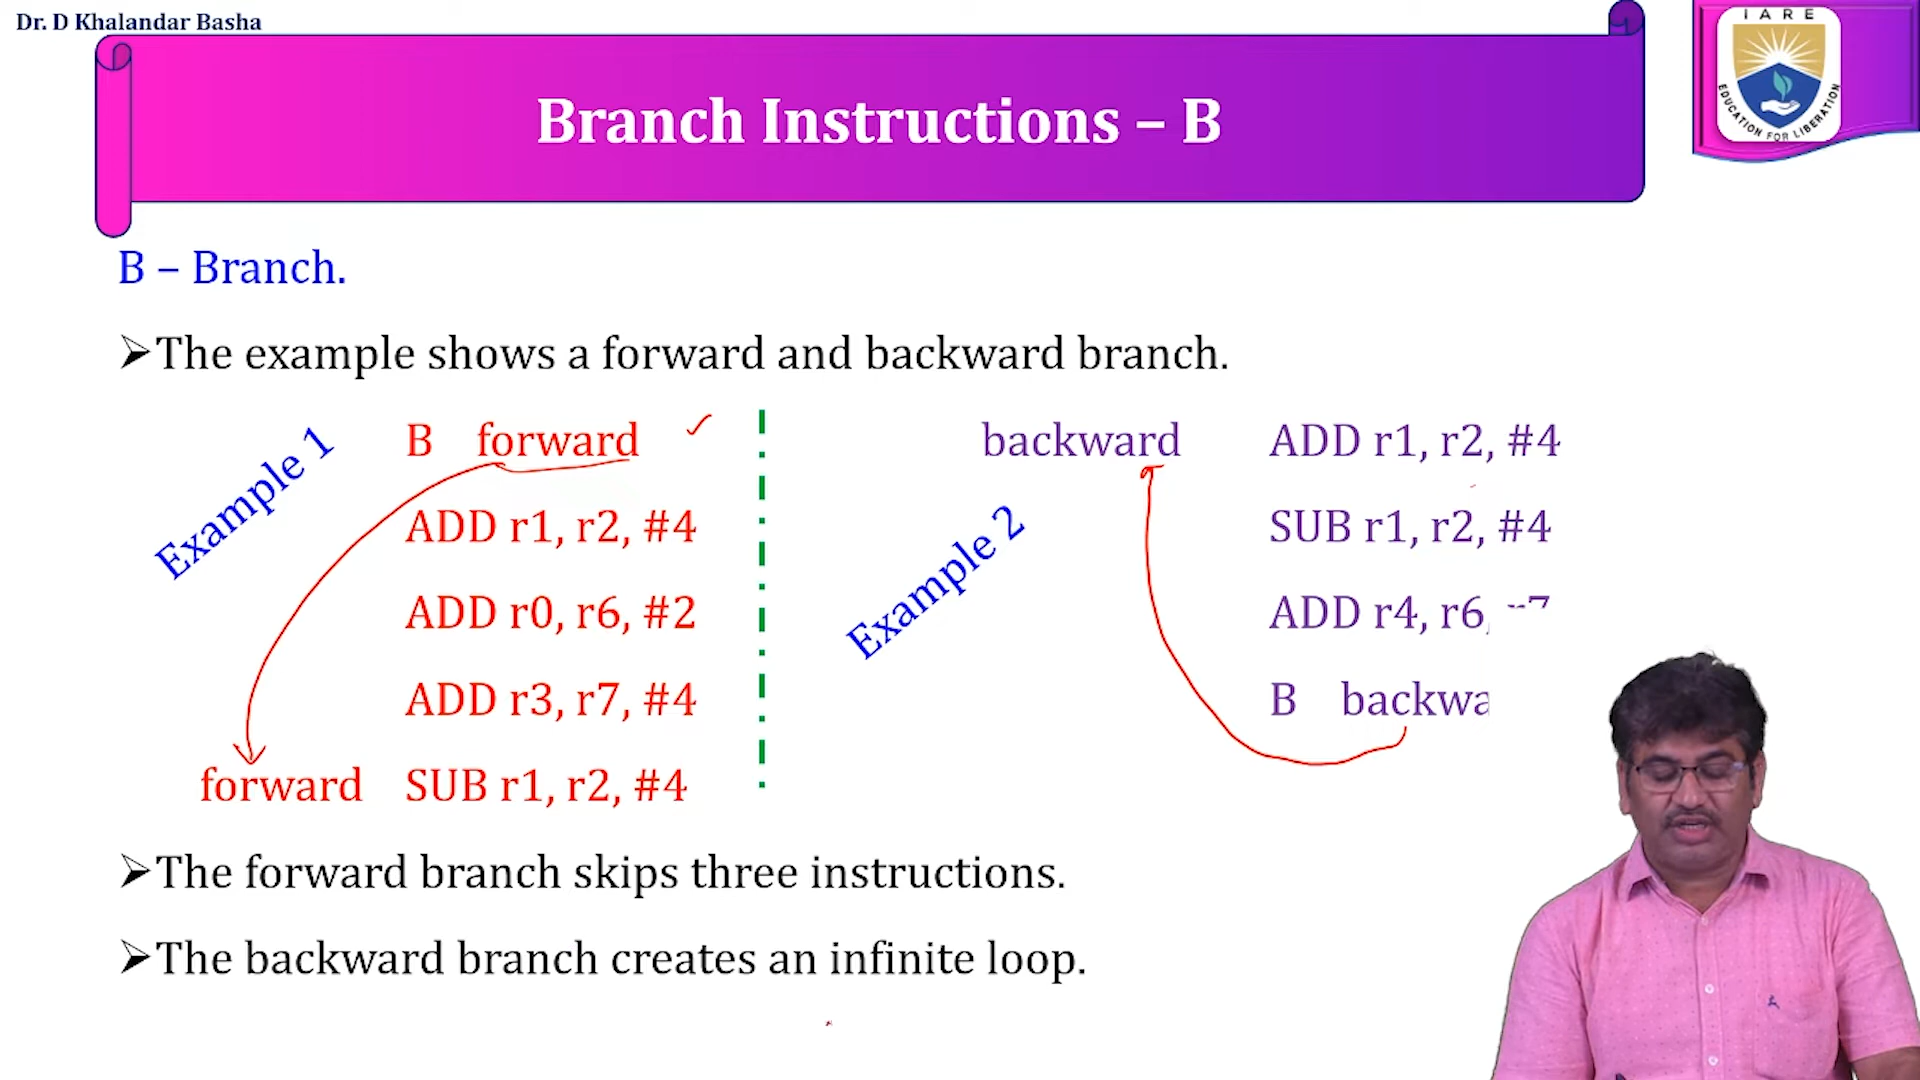 Dr. D Khalandar Basha
IARE
EDUCATION FOR LIBERATION
Branch Instructions – B
B – Branch.
➢The example shows a forward and backward branch.
Example 1
B forward
ADD r1, r2, #4
ADD r0, r6, #2
ADD r3, r7, #4
forward SUB r1, r2, #4
Example 2
backward ADD r1, r2, #4
SUB r1, r2, #4
ADD r4, r6,
B
➢The forward branch skips three instructions.
➢The backward branch creates an infinite loop.